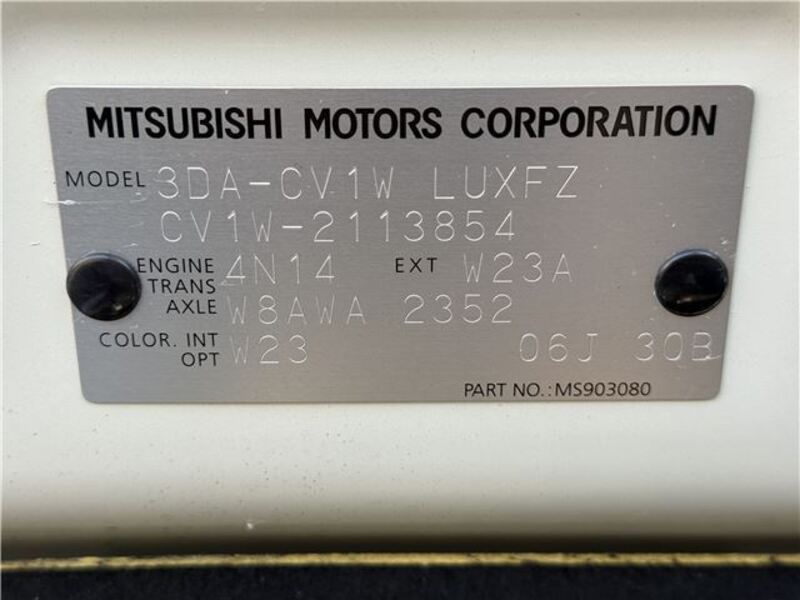 MITSUBISHI MOTORS CORPORATION
MODEL 3DA-CV1W LUXFZ
CV1W-2113854
ENGINE 4N14 EXT W23A
TRANS
AXLE W8AWA 2352
COLOR. INT W23 06J 30B
OPT
PART NO.:MS903080